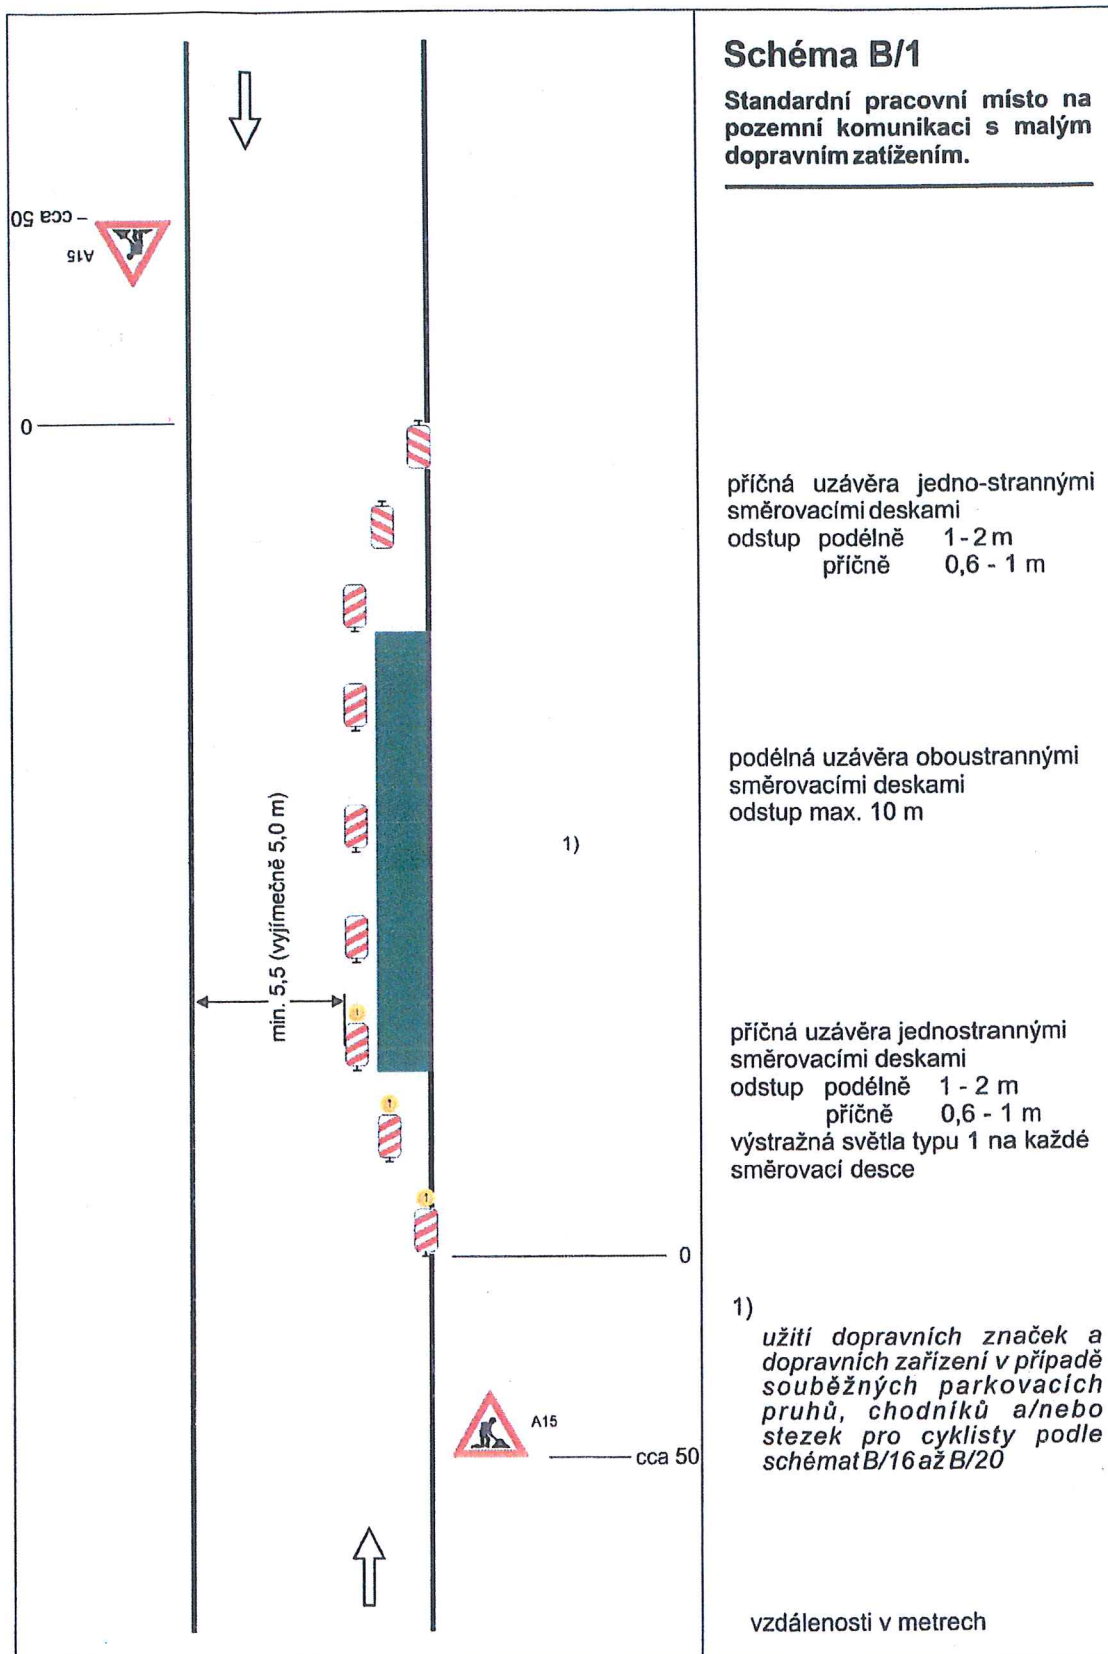 Schéma B/1
Standardní pracovní místo na
pozemní komunikaci s malým
dopravním zatížením.
– cca 50
A15
0
příčná uzávěra jedno-strannými
směrovacími deskami
odstup podélně 1 - 2 m
příčně 0,6 - 1 m
podélná uzávěra oboustrannými
směrovacími deskami
odstup max. 10 m
1)
min. 5,5 (vyjímečně 5,0 m)
1
1
1
příčná uzávěra jednostrannými
směrovacími deskami
odstup podélně 1 - 2 m
příčně 0,6 - 1 m
výstražná světla typu 1 na každé
směrovací desce
0
A15
cca 50
1)
užití dopravních značek a
dopravních zařízení v případě
souběžných parkovacích
pruhů, chodníků a/nebo
stezek pro cyklisty podle
schémat B/16 až B/20
vzdálenosti v metrech